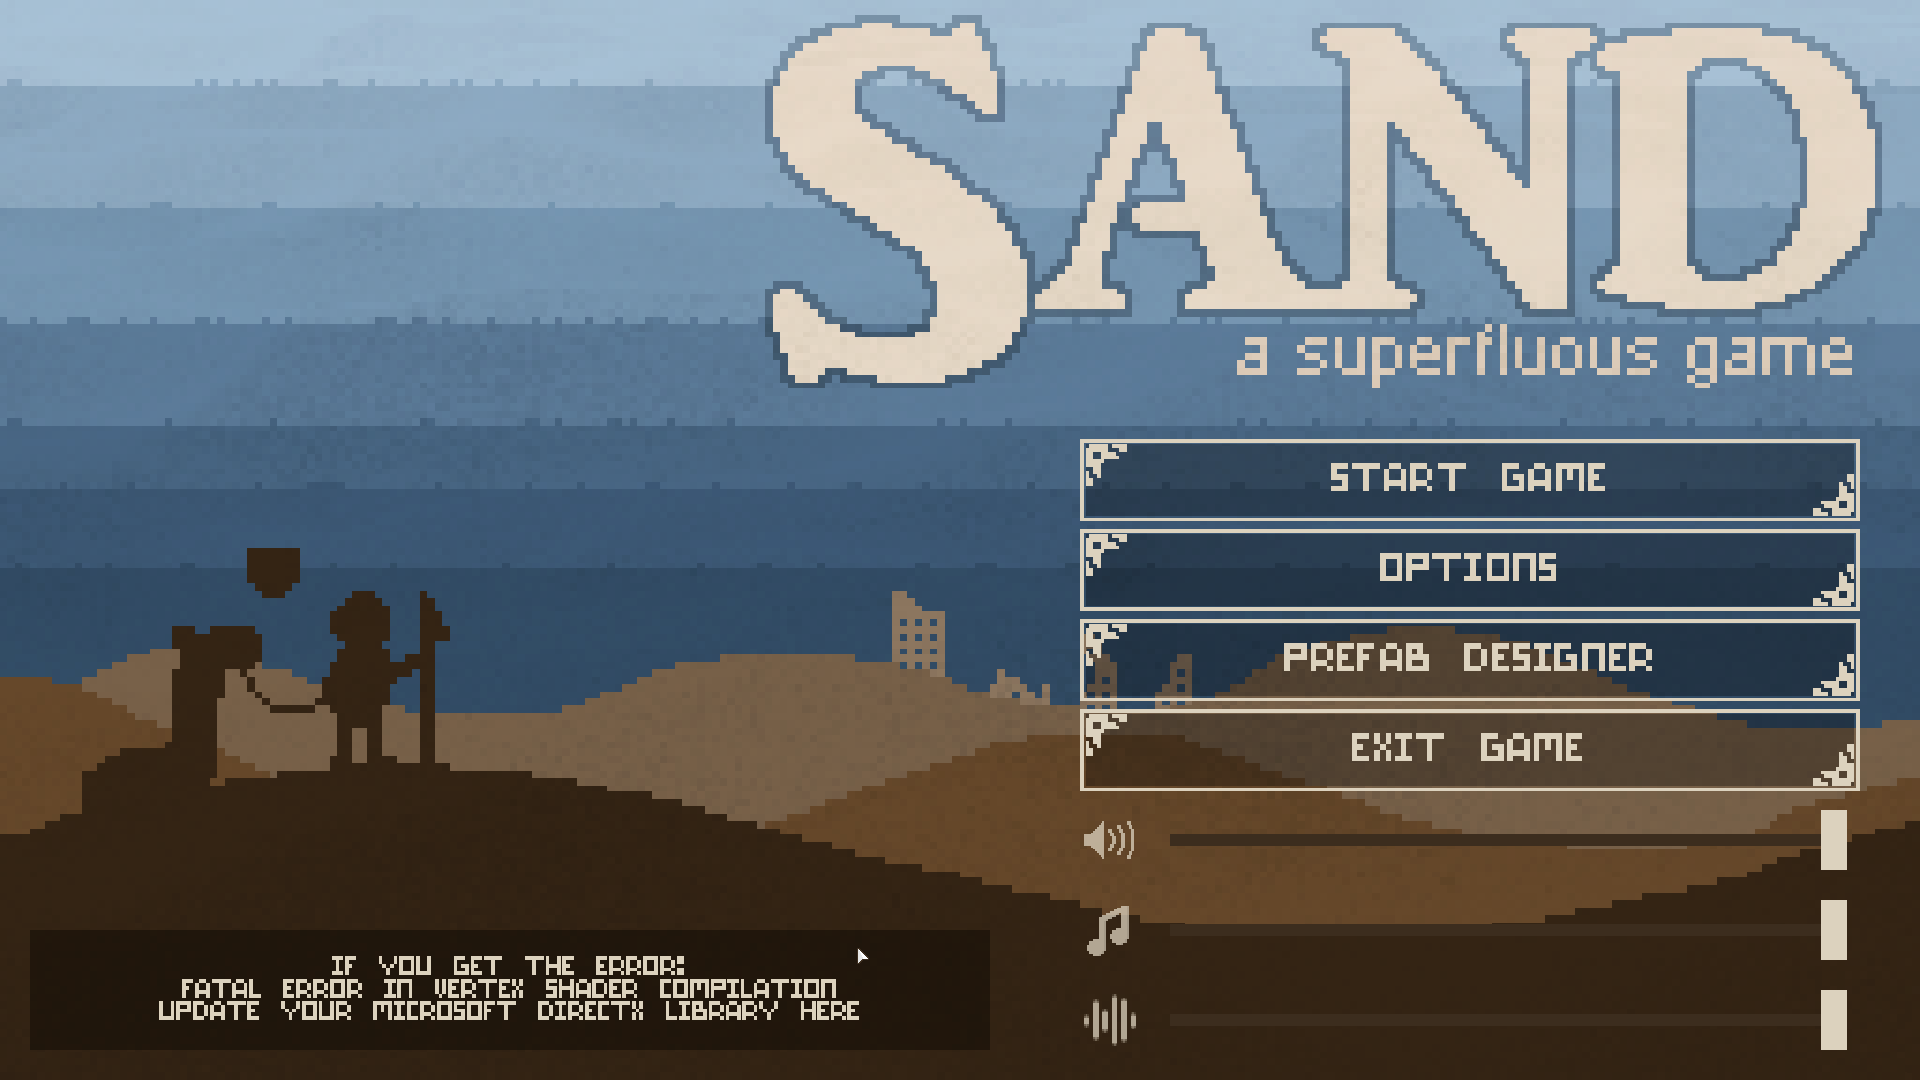 SAND
a superfluous game
START GAME
OPTIONS
PREFAB DESIGNER
EXIT GAME
IF YOU GET THE ERROR:
FATAL ERROR IN VERTEX SHADER COMPILATION
UPDATE YOUR MICROSOFT DIRECTX LIBRARY HERE